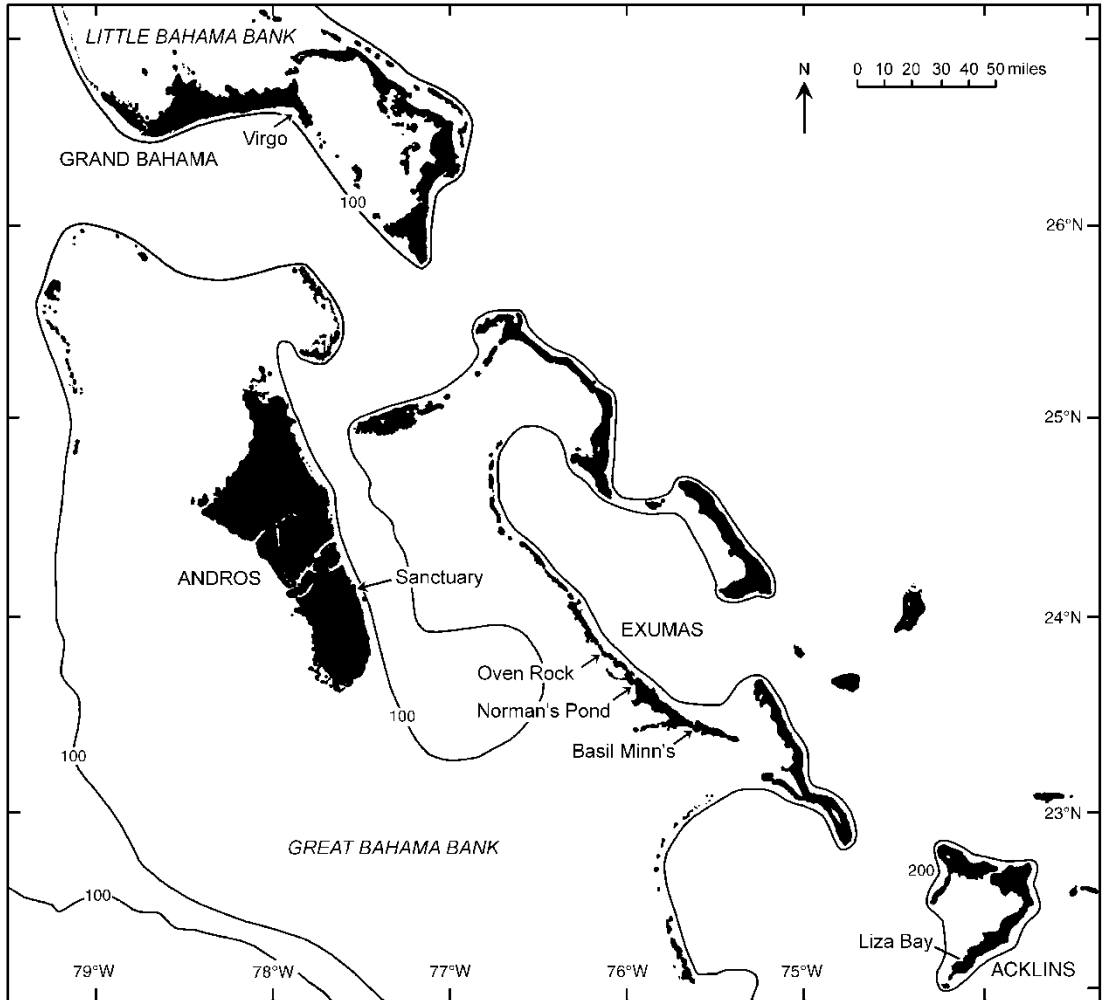 LITTLE BAHAMA BANK
N
0 10 20 30 40 50 miles
Virgo
GRAND BAHAMA
100
26°N
25°N
ANDROS
Sanctuary
24°N
EXUMAS
Oven Rock
Norman's Pond
100
Basil Minn's
100
23°N
GREAT BAHAMA BANK
200
100
Liza Bay
79°W 78°W 77°W 76°W 75°W
ACKLINS